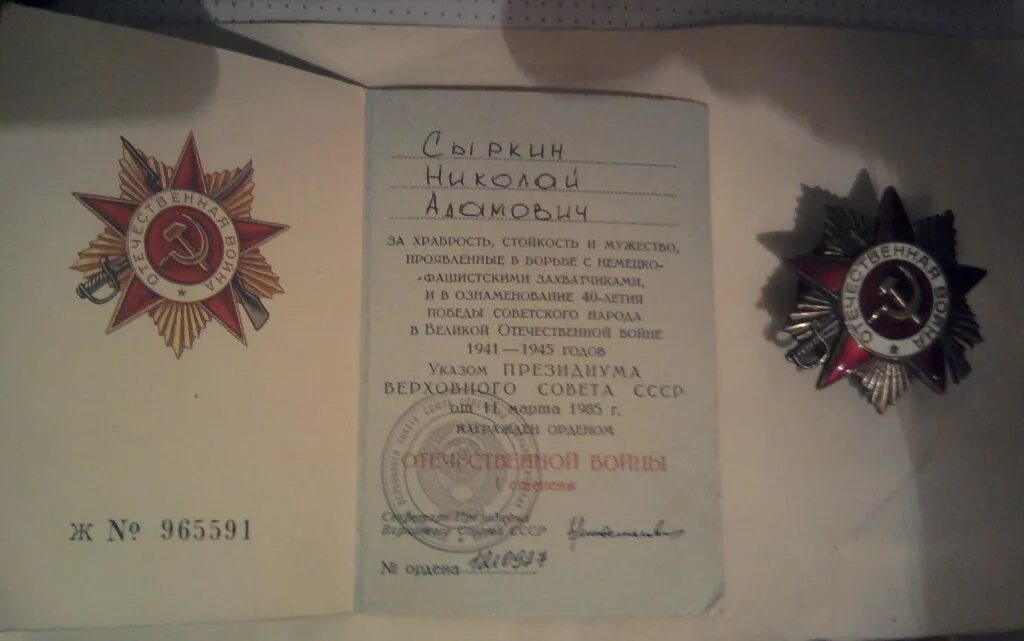 ОТЕЧЕСТВЕННАЯ ВОЙНА
Ж № 965591
Сыркин
Николай
Адамович
ЗА ХРАБРОСТЬ, СТОЙКОСТЬ И МУЖЕСТВО,
ПРОЯВЛЕННЫЕ В БОРЬБЕ С НЕМЕЦКО-
-ФАШИСТСКИМИ ЗАХВАТЧИКАМИ,
И В ОЗНАМЕНОВАНИЕ 40-ЛЕТИЯ
ПОБЕДЫ СОВЕТСКОГО НАРОДА
В ВЕЛИКОЙ ОТЕЧЕСТВЕННОЙ ВОЙНЕ
1941—1945 ГОДОВ
УКАЗОМ ПРЕЗИДИУМА
ВЕРХОВНОГО СОВЕТА СССР
от 11 марта 1985 г.
НАГРАЖДЕН ОРДЕНОМ
ОТЕЧЕСТВЕННОЙ ВОЙНЫ
I степени
Секретарь Президиума
Верховного Совета СССР
№ ордена
ОТЕЧЕСТВЕННАЯ ВОЙНА